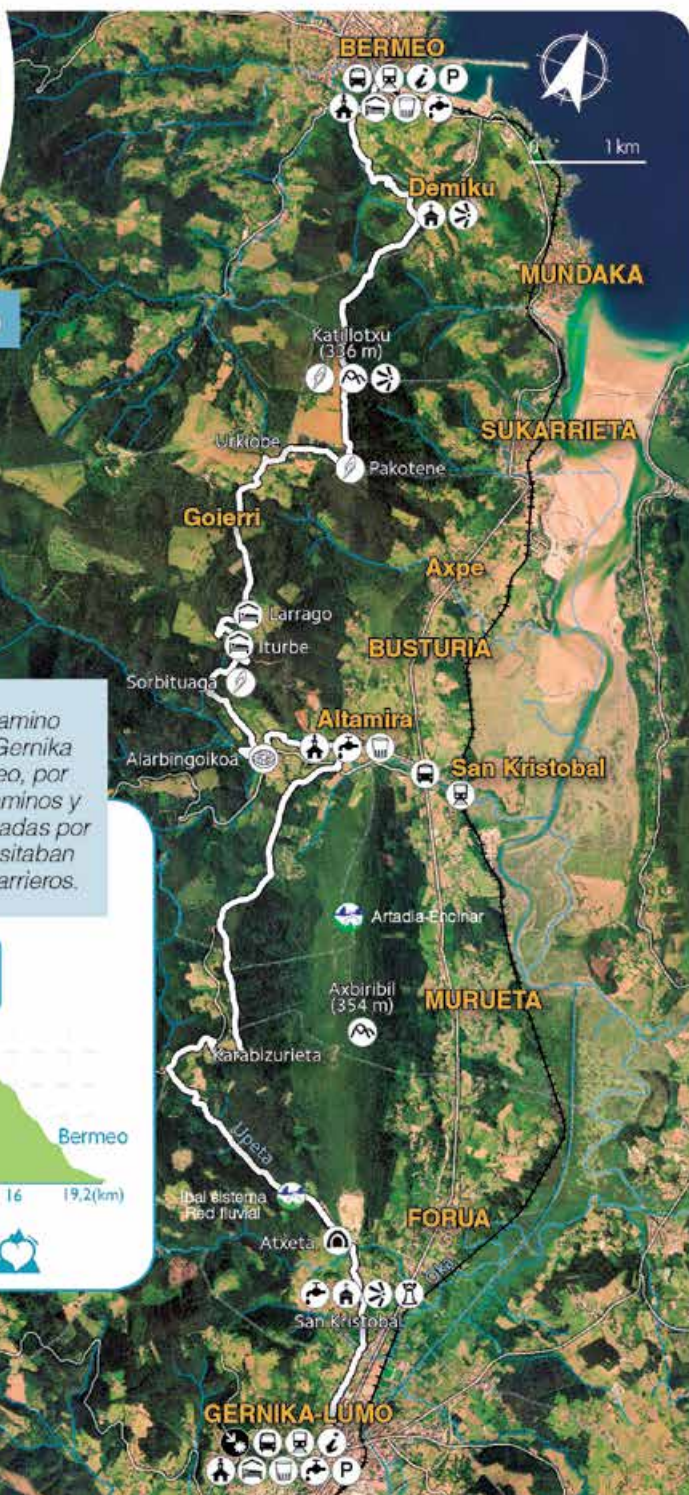 BERMEO
i
P
1 km
Demiku
MUNDAKA
Katillotxu
(336 m)
SUKARRIETA
Urkiobe
Pakotene
Goierri
Axpe
Larrago
Iturbe
BUSTURIA
Sorbituaga
Altamira
Alarbingoikoa
San Kristobal
amino
Gernika
eo, por
aminos y
adas por
sitaban
arrieros.
Artadia-Encinar
Axbiribil
(354 m)
MURUETA
Karabizurieta
Bermeo
16
19,2(km)
Upeta
Ibai sistema
Red fluvial
FORUA
Atxeta
Oka
San Kristobal
GERNIKA-LUMO
i
P